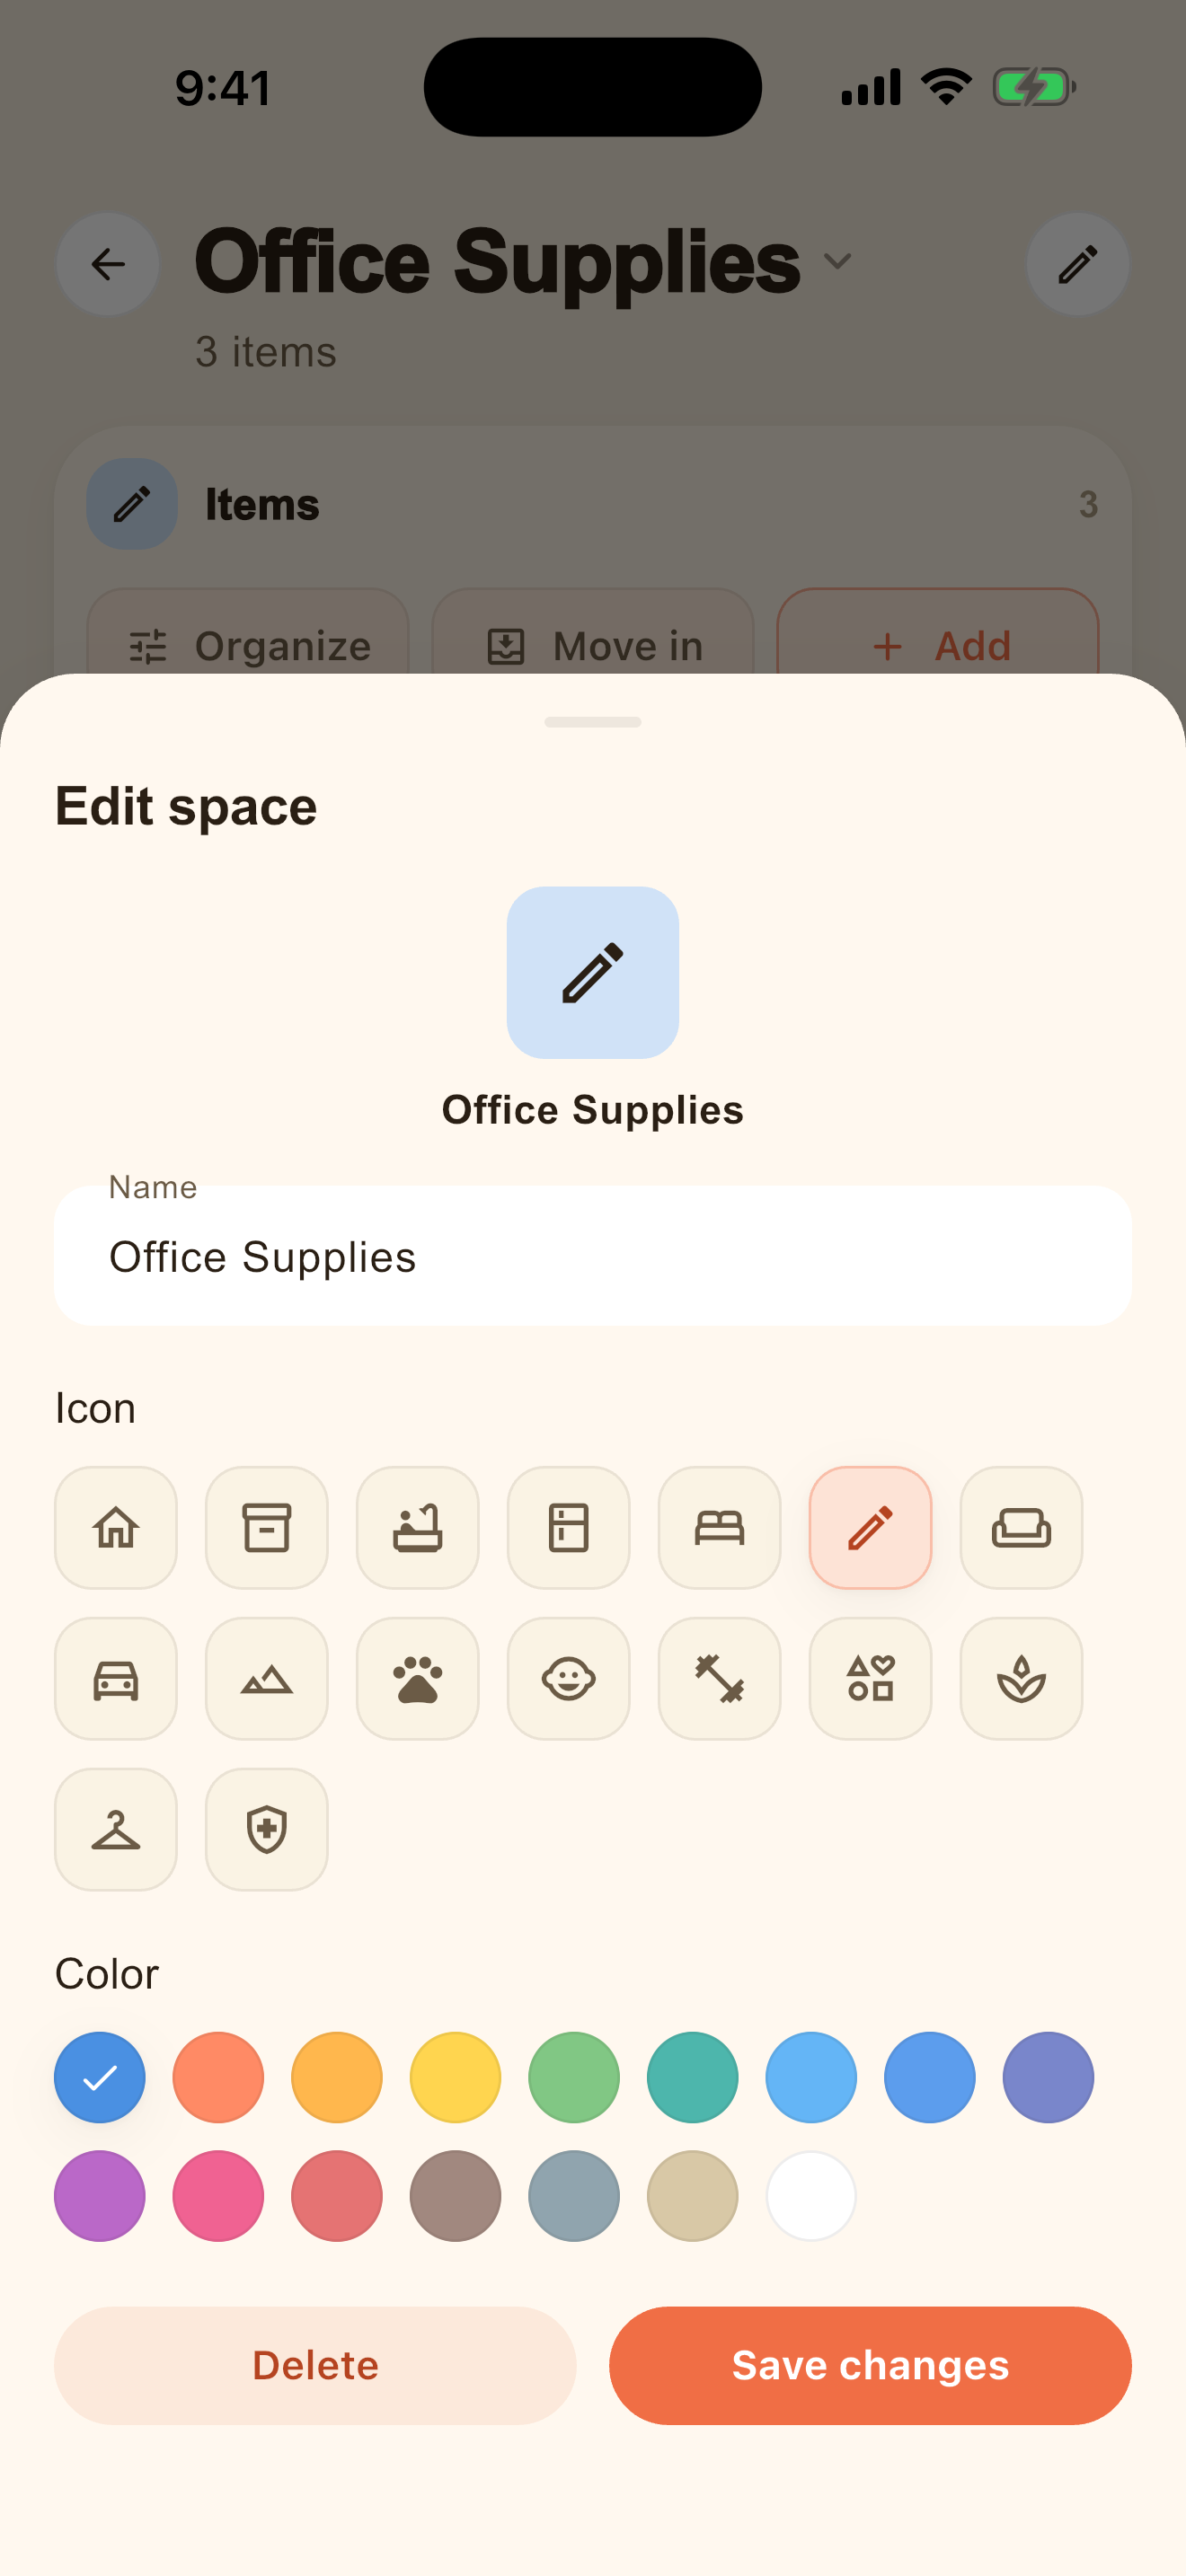 9:41
Office Supplies
3 items
Items
3
Organize
Move in
Add
Edit space
Office Supplies
Name
Office Supplies
Icon
Color
Delete
Save changes